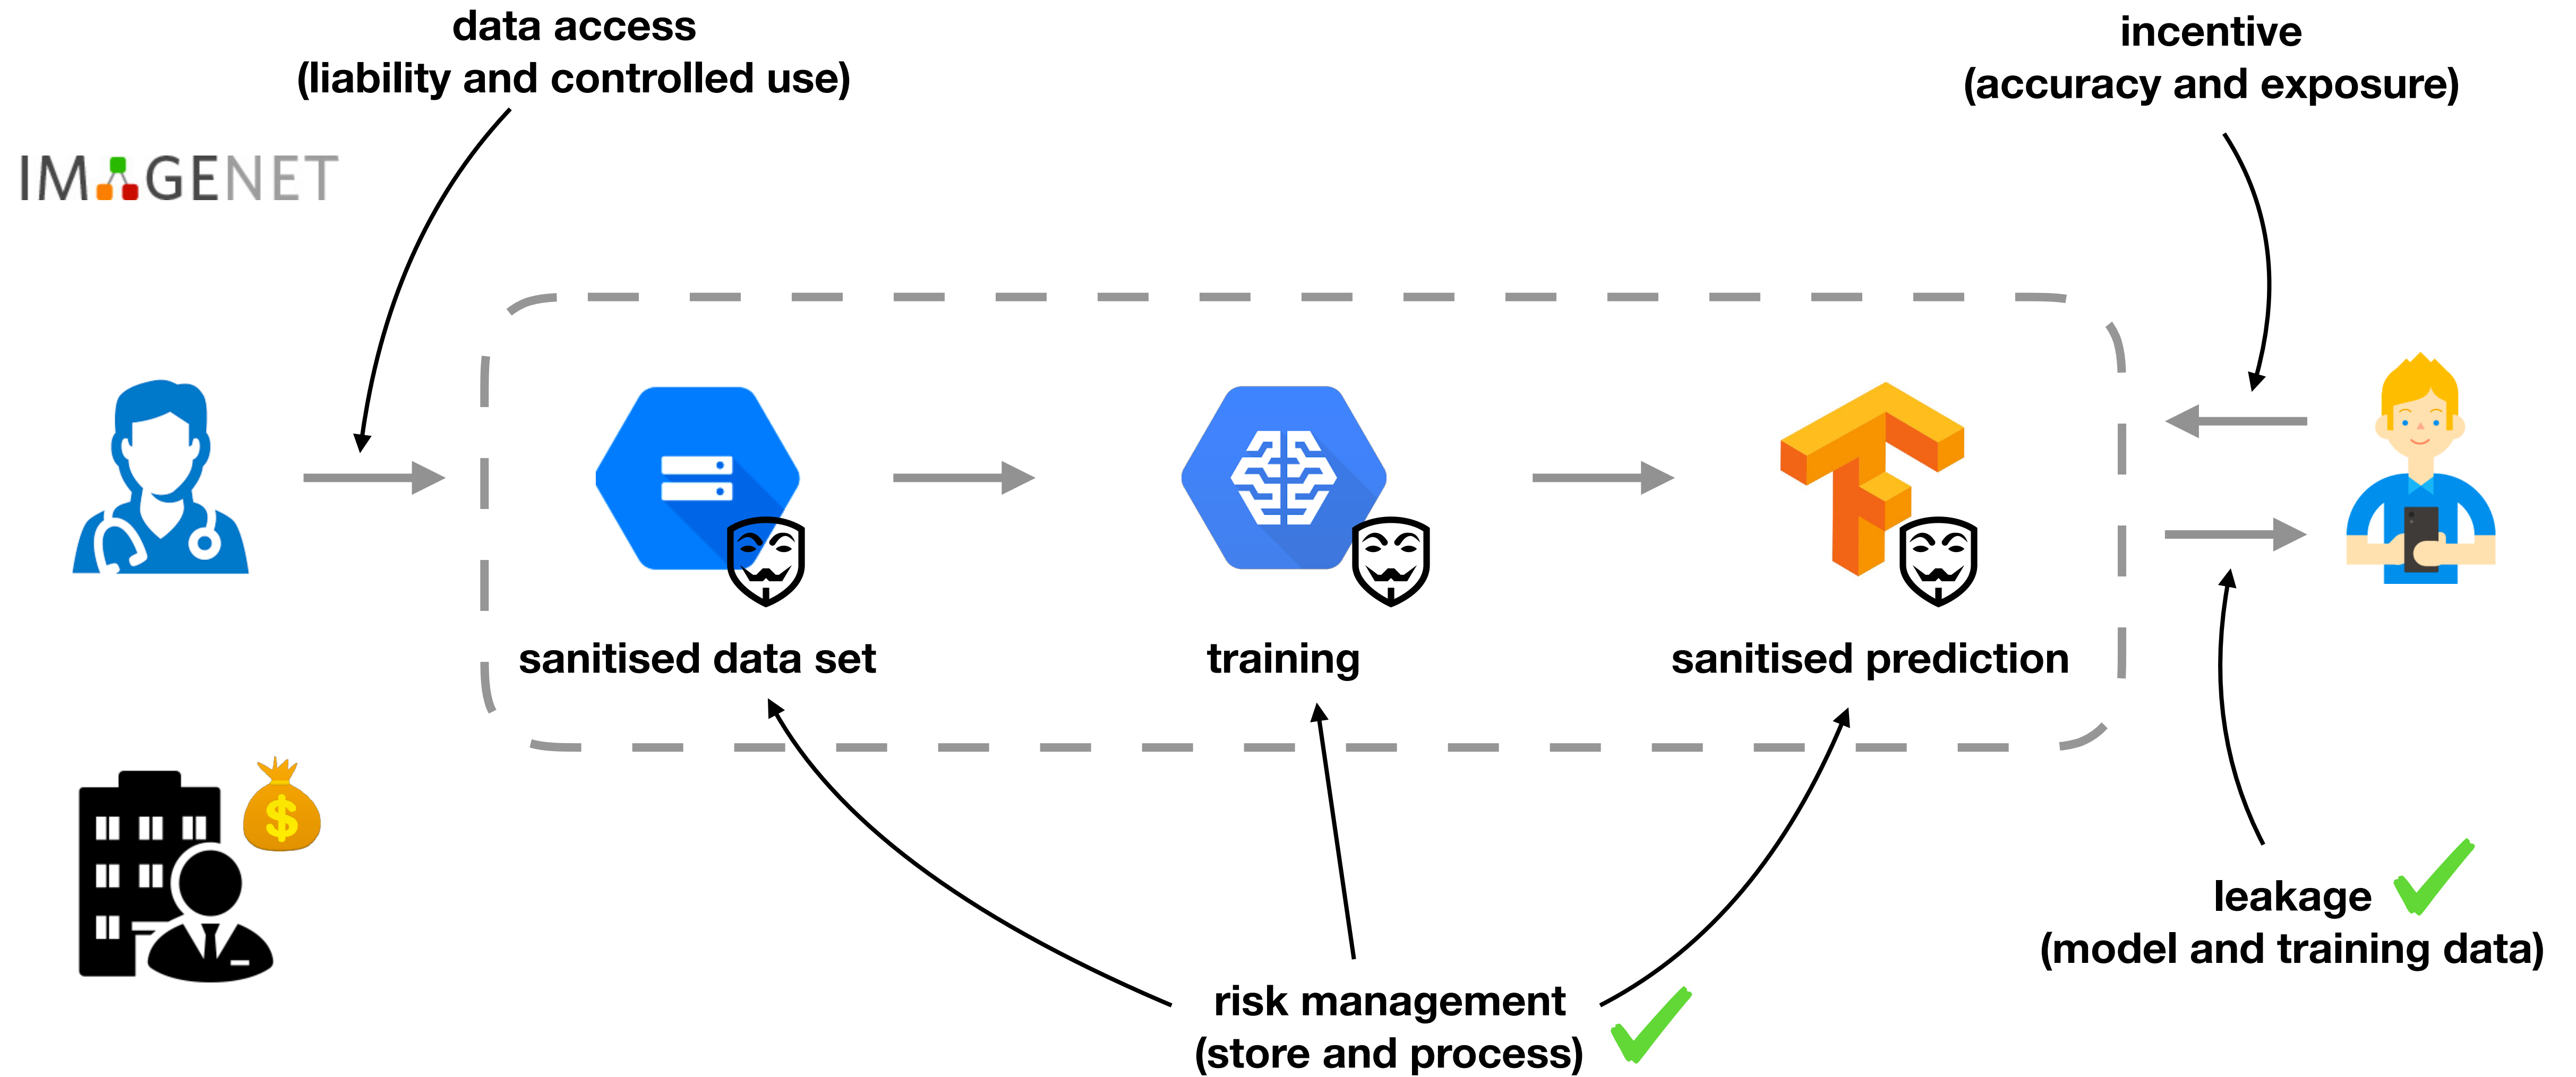 data access
(liability and controlled use)
incentive
(accuracy and exposure)
IMAGENET
$
sanitised data set
training
sanitised prediction
leakage
(model and training data)
risk management
(store and process)